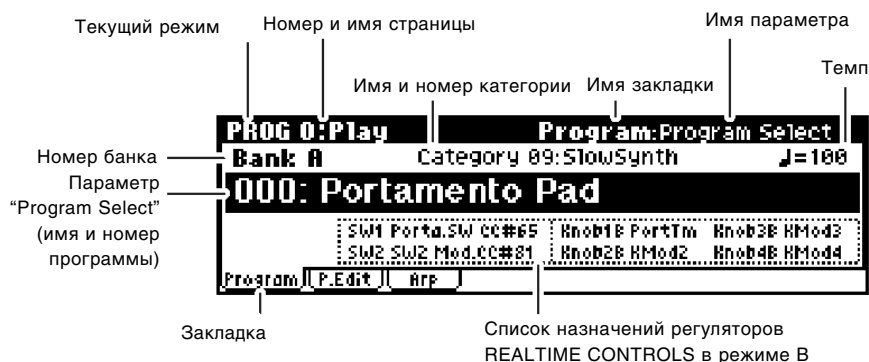 Текущий режим
Номер и имя страницы
Имя параметра
Имя и номер категории
Имя закладки
Темп
PROG 0:Play
Program:Program Select
Номер банка
Bank A
Category 09:SlowSynth
♩=100
Параметр
“Program Select”
(имя и номер
программы)
000: Portamento Pad
SW1 Porta.SW CC#65
Knob1B PortTm
Knob3B KMod3
SW2 SW2 Mod.CC#81
Knob2B KMod2
Knob4B KMod4
Program
P.Edit
Arp
Закладка
Список назначений регуляторов
REALTIME CONTROLS в режиме B